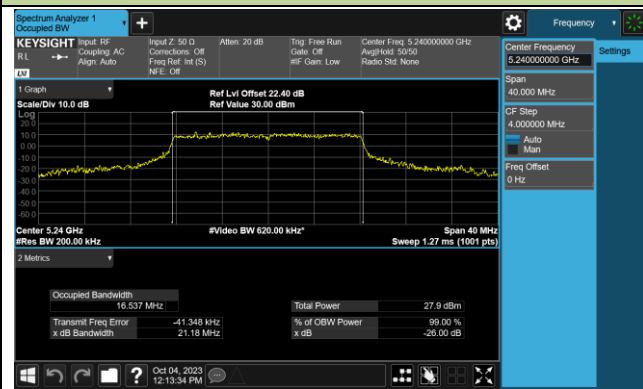 Spectrum Analyzer 1
Occupied BW
Frequency
KEYSIGHT
Input: RF
Coupling: AC
Align: Auto
Input Z: 50 Ω
Corrections: Off
Freq Ref: Int (S)
NFE: Off
Atten: 20 dB
Trig: Free Run
Gate: Off
#IF Gain: Low
Center Freq: 5.240000000 GHz
Avg|Hold: 50/50
Radio Std: None
RL
LXI
Center Frequency
5.240000000 GHz
Settings
Span
40.000 MHz
CF Step
4.000000 MHz
Auto
Man
Freq Offset
0 Hz
1 Graph
Scale/Div 10.0 dB
Ref Lvl Offset 22.40 dB
Ref Value 30.00 dBm
Log
20.0
10.0
0.00
-10.0
-20.0
-30.0
-40.0
-50.0
-60.0
Center 5.24 GHz
#Res BW 200.00 kHz
#Video BW 620.00 kHz*
Span 40 MHz
Sweep 1.27 ms (1001 pts)
2 Metrics
Occupied Bandwidth
16.537 MHz
Total Power 27.9 dBm
Transmit Freq Error -41.348 kHz
% of OBW Power 99.00 %
x dB Bandwidth 21.18 MHz
x dB -26.00 dB
Oct 04, 2023
12:13:34 PM